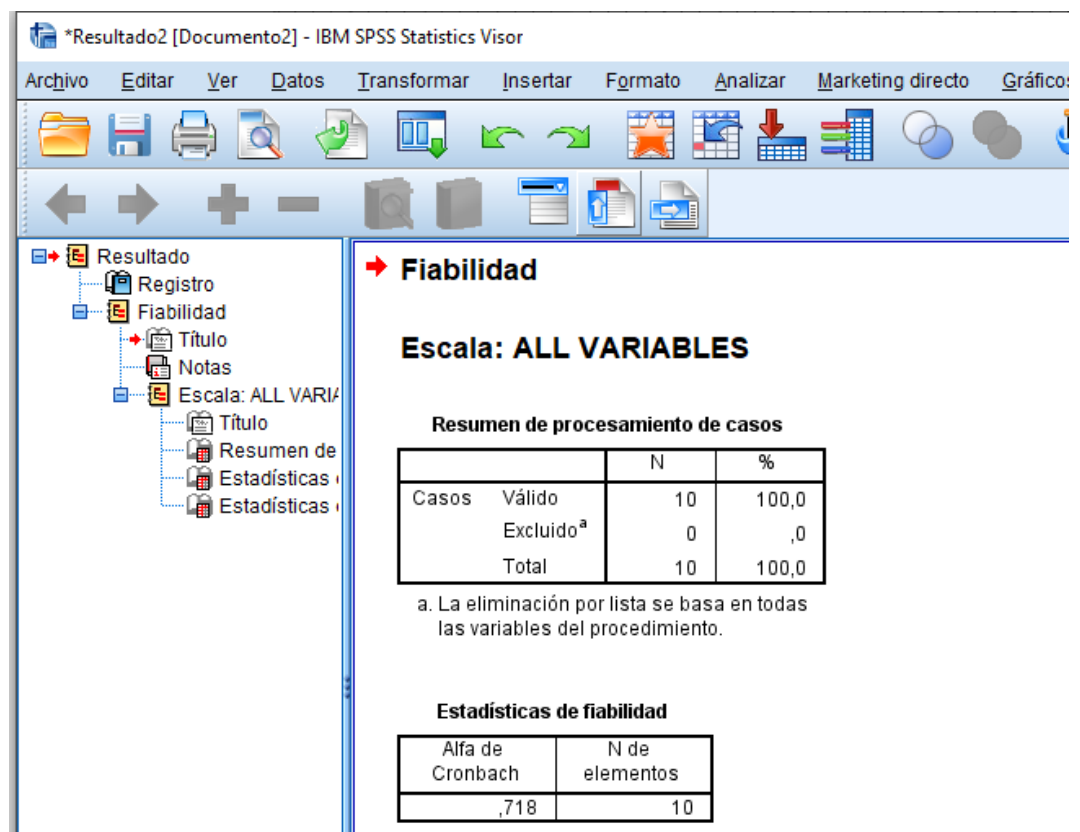 *Resultado2 [Documento2] - IBM SPSS Statistics Visor
Archivo Editar Ver Datos Transformar Insertar Formato Analizar Marketing directo Gráficos
Resultado
Registro
Fiabilidad
Título
Notas
Escala: ALL VARIA
Título
Resumen de
Estadísticas
Estadísticas
Fiabilidad
Escala: ALL VARIABLES
Resumen de procesamiento de casos
N %
Casos Válido 10 100,0
Excluidoª 0 ,0
Total 10 100,0
a. La eliminación por lista se basa en todas
las variables del procedimiento.
Estadísticas de fiabilidad
Alfa de N de
Cronbach elementos
,718 10